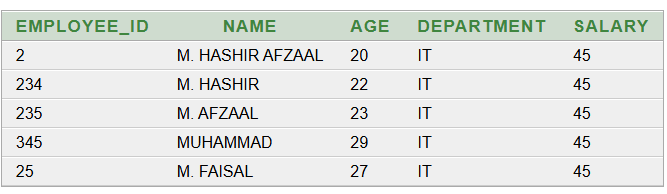 EMPLOYEE_ID NAME AGE DEPARTMENT SALARY
2 M. HASHIR AFZAAL 20 IT 45
234 M. HASHIR 22 IT 45
235 M. AFZAAL 23 IT 45
345 MUHAMMAD 29 IT 45
25 M. FAISAL 27 IT 45